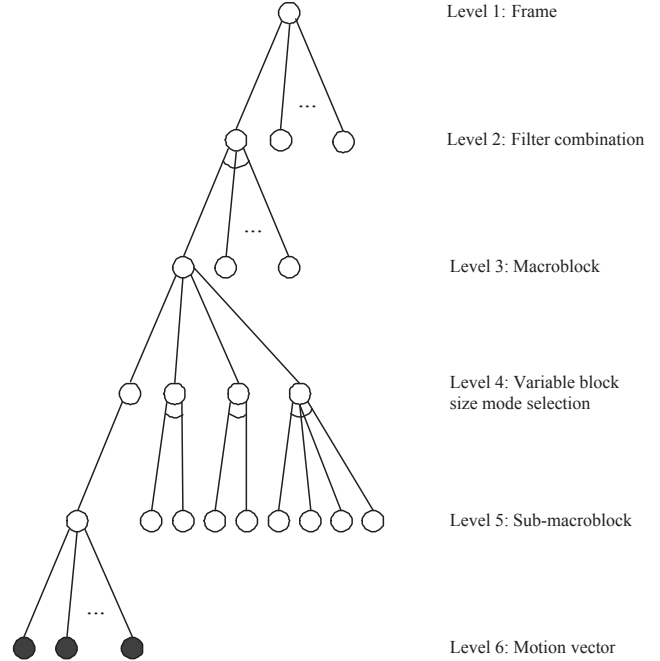 Level 1: Frame
...
Level 2: Filter combination
...
Level 3: Macroblock
Level 4: Variable block
size mode selection
Level 5: Sub-macroblock
...
Level 6: Motion vector